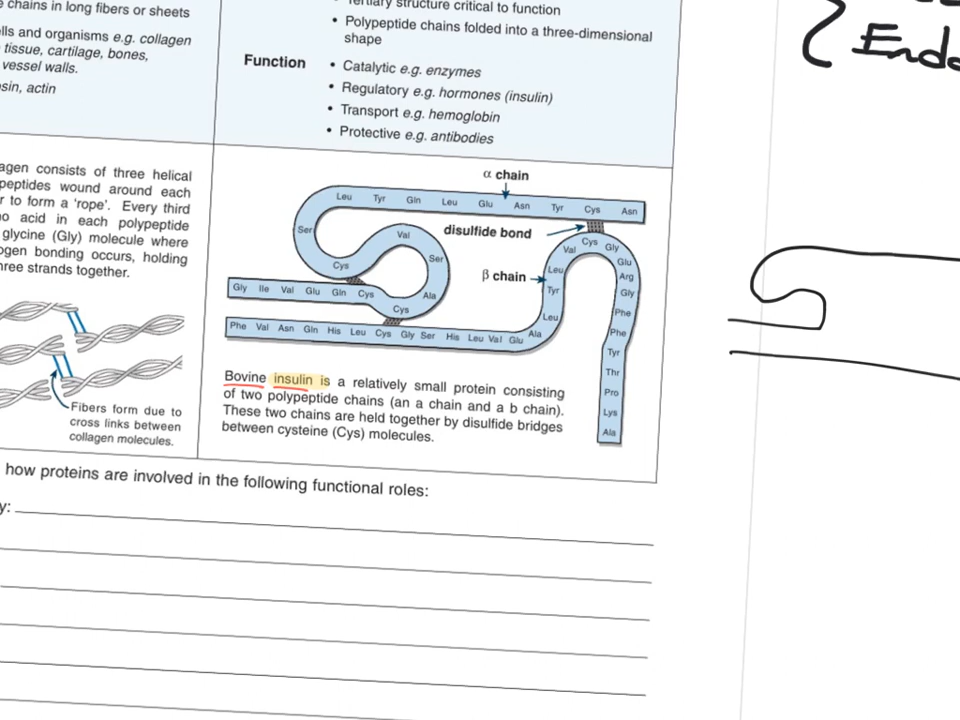 chains in long fibers or sheets
lls and organisms e.g. collagen
tissue, cartilage, bones,
vessel walls.
sin, actin
Tertiary structure critical to function
• Polypeptide chains folded into a three-dimensional
shape
Function
• Catalytic e.g. enzymes
• Regulatory e.g. hormones (insulin)
• Transport e.g. hemoglobin
• Protective e.g. antibodies
agen consists of three helical
peptides wound around each
r to form a 'rope'. Every third
no acid in each polypeptide
glycine (Gly) molecule where
ogen bonding occurs, holding
hree strands together.
Fibers form due to
cross links between
collagen molecules.
α chain
Leu Tyr Gln Leu Glu Asn Tyr Cys Asn
Ser
Cys
Val
Ser
Ala
Cys
disulfide bond
β chain
Gly Ile Val Glu Gln Cys
Phe Val Asn Gln His Leu Cys Gly Ser His Leu Val Glu Ala
Leu
Tyr
Leu
Val
Cys
Gly
Glu
Arg
Gly
Phe
Phe
Tyr
Thr
Pro
Lys
Ala
Bovine insulin is a relatively small protein consisting
of two polypeptide chains (an a chain and a b chain).
These two chains are held together by disulfide bridges
between cysteine (Cys) molecules.
how proteins are involved in the following functional roles:
y:
Endo